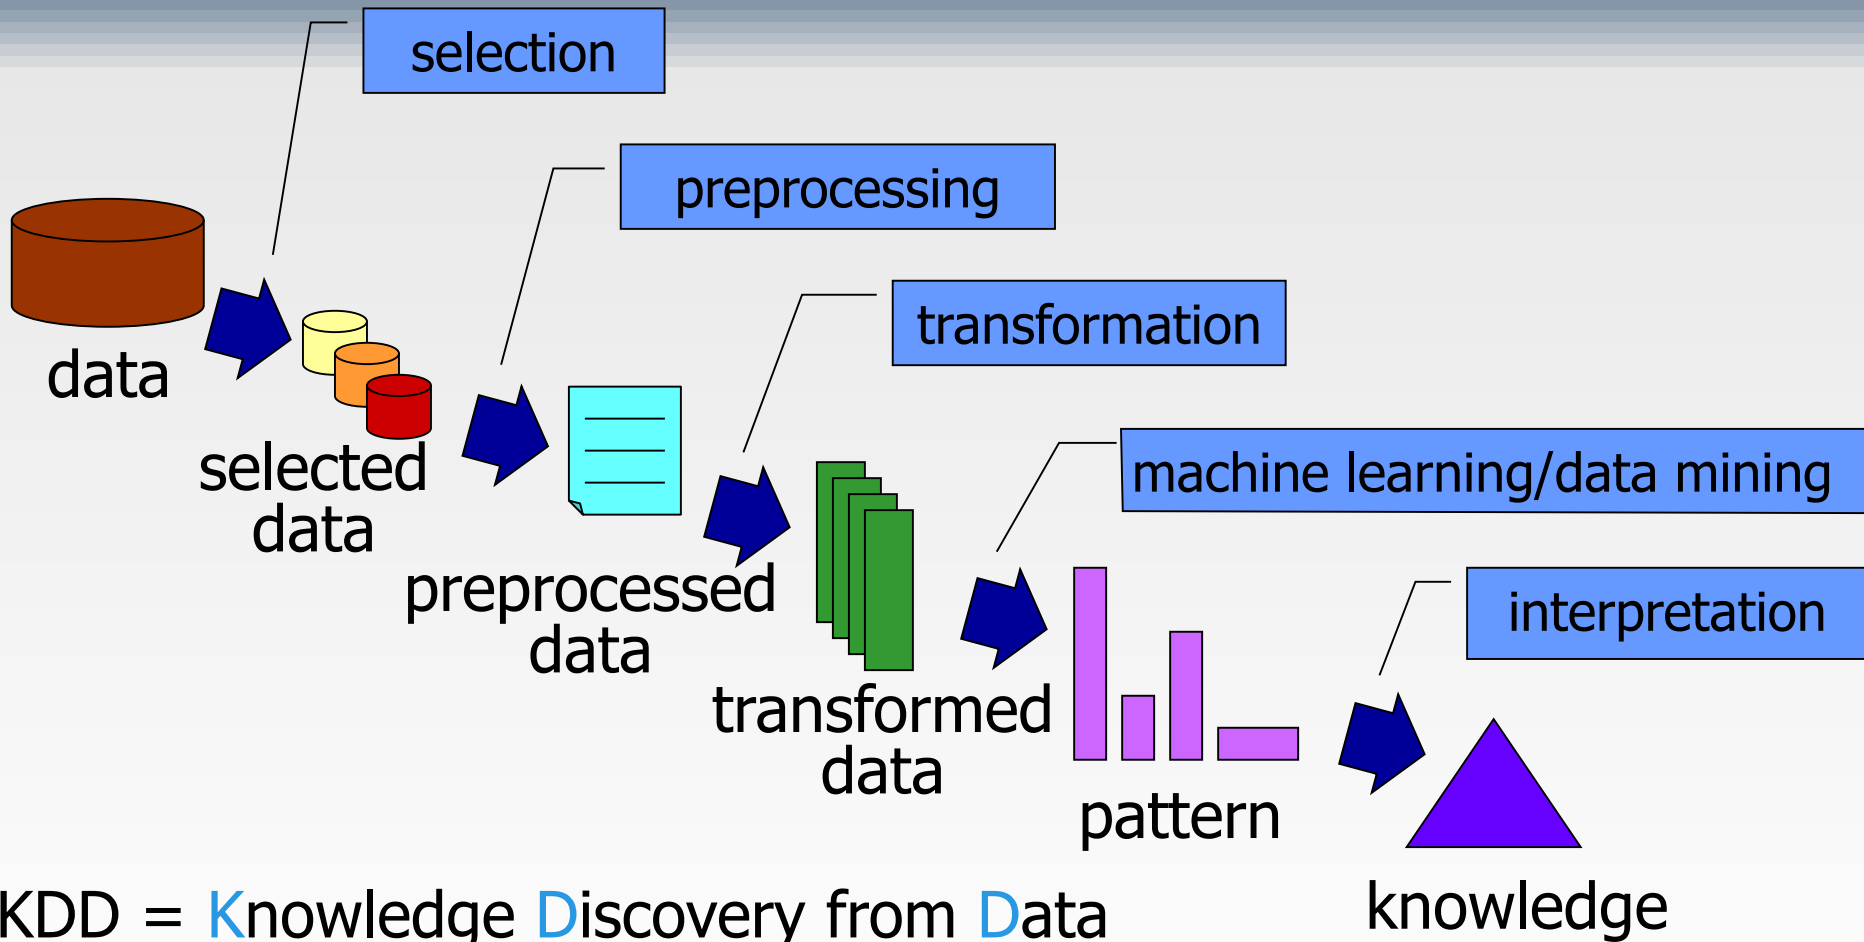 selection
preprocessing
data
transformation
selected
data
machine learning/data mining
preprocessed
data
interpretation
transformed
data
pattern
knowledge
KDD = Knowledge Discovery from Data